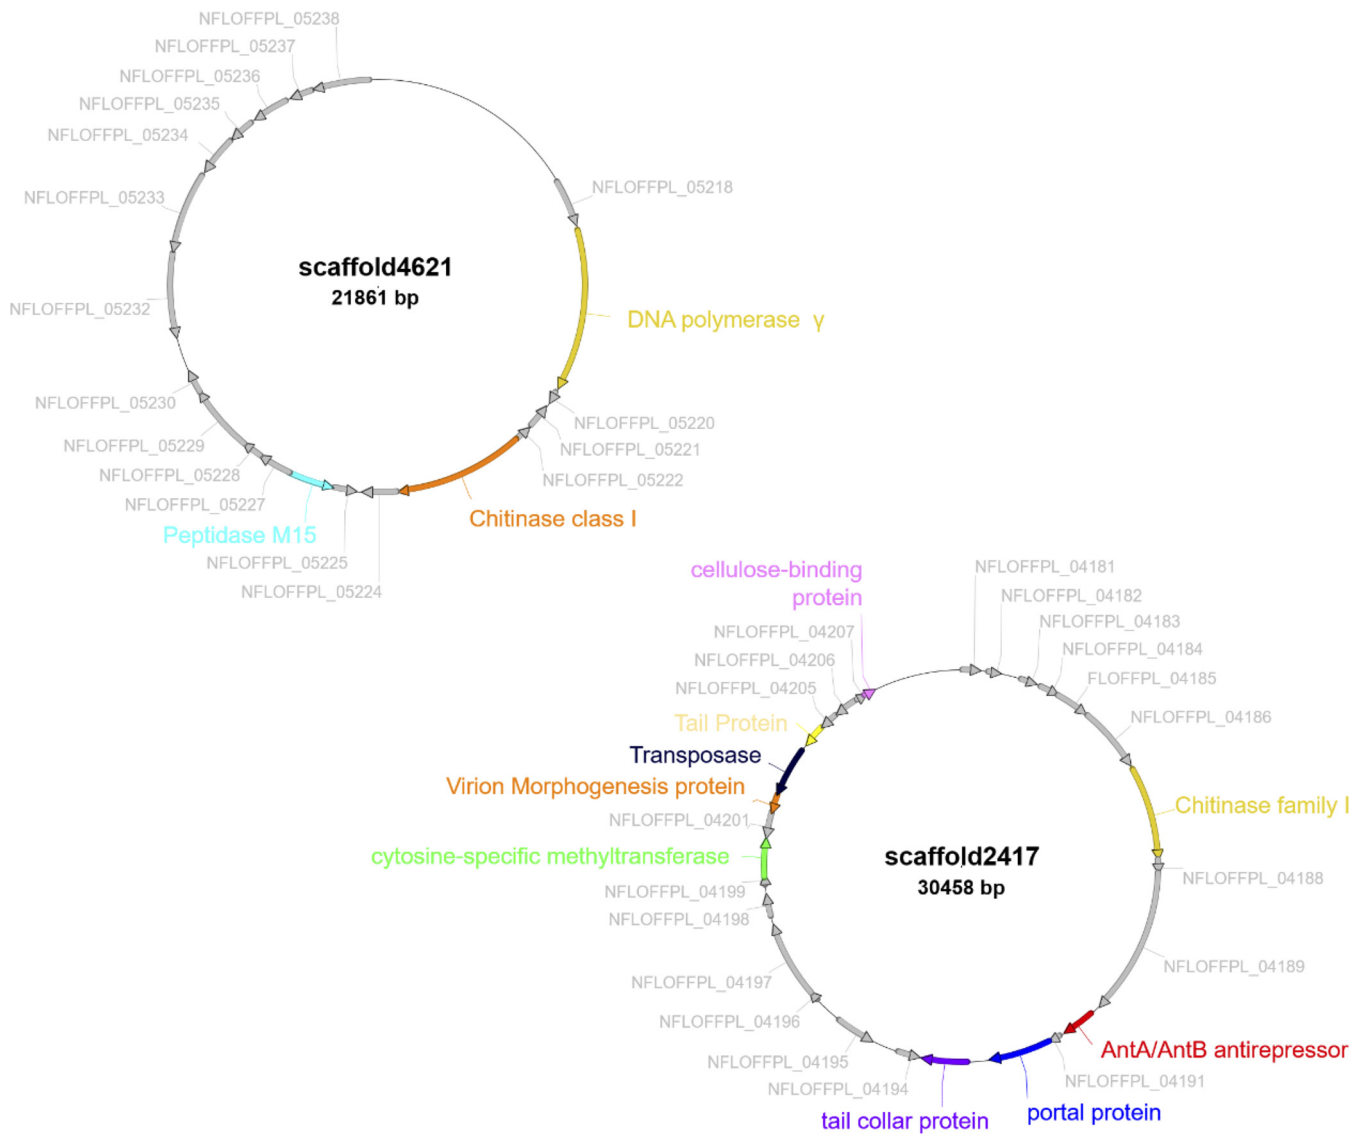 NFLOFFPL_05238
NFLOFFPL_05237
NFLOFFPL_05236
NFLOFFPL_05235
NFLOFFPL_05234
NFLOFFPL_05233
NFLOFFPL_05232
NFLOFFPL_05230
NFLOFFPL_05229
NFLOFFPL_05228
NFLOFFPL_05227
Peptidase M15
NFLOFFPL_05225
NFLOFFPL_05224
scaffold4621
21861 bp
NFLOFFPL_05218
DNA polymerase γ
NFLOFFPL_05220
NFLOFFPL_05221
NFLOFFPL_05222
Chitinase class I
cellulose-binding
protein
NFLOFFPL_04207
NFLOFFPL_04206
NFLOFFPL_04205
Tail Protein
Transposase
Virion Morphogenesis protein
NFLOFFPL_04201
cytosine-specific methyltransferase
NFLOFFPL_04199
NFLOFFPL_04198
NFLOFFPL_04197
NFLOFFPL_04196
NFLOFFPL_04195
NFLOFFPL_04194
tail collar protein
scaffold2417
30458 bp
NFLOFFPL_04181
NFLOFFPL_04182
NFLOFFPL_04183
NFLOFFPL_04184
FLOFFPL_04185
NFLOFFPL_04186
Chitinase family I
NFLOFFPL_04188
NFLOFFPL_04189
AntA/AntB antirepressor
NFLOFFPL_04191
portal protein